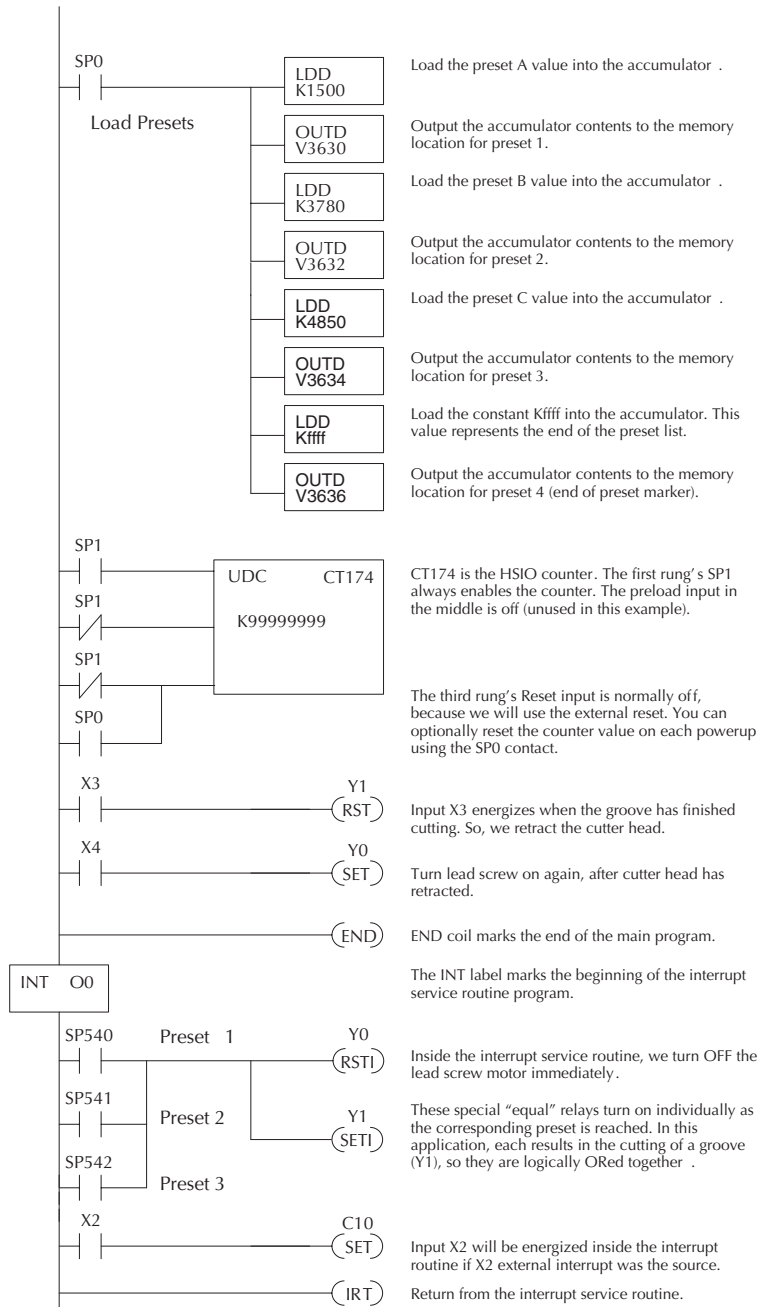 SP0
LDD
K1500
Load the preset A value into the accumulator .
Load Presets
OUTD
V3630
Output the accumulator contents to the memory
location for preset 1.
LDD
K3780
Load the preset B value into the accumulator .
OUTD
V3632
Output the accumulator contents to the memory
location for preset 2.
LDD
K4850
Load the preset C value into the accumulator .
OUTD
V3634
Output the accumulator contents to the memory
location for preset 3.
LDD
Kffff
Load the constant Kffff into the accumulator. This
value represents the end of the preset list.
OUTD
V3636
Output the accumulator contents to the memory
location for preset 4 (end of preset marker).
SP1
UDC CT174
K99999999
SP1
SP1
SP0
CT174 is the HSIO counter. The first rung's SP1
always enables the counter. The preload input in
the middle is off (unused in this example).
The third rung's Reset input is normally off,
because we will use the external reset. You can
optionally reset the counter value on each powerup
using the SP0 contact.
X3
Y1
RST
Input X3 energizes when the groove has finished
cutting. So, we retract the cutter head.
X4
Y0
SET
Turn lead screw on again, after cutter head has
retracted.
END
END coil marks the end of the main program.
INT O0
The INT label marks the beginning of the interrupt
service routine program.
SP540
Preset 1
Y0
RSTI
Inside the interrupt service routine, we turn OFF the
lead screw motor immediately.
SP541
Preset 2
Y1
SETI
These special “equal” relays turn on individually as
the corresponding preset is reached. In this
application, each results in the cutting of a groove
(Y1), so they are logically ORed together .
SP542
Preset 3
X2
C10
SET
Input X2 will be energized inside the interrupt
routine if X2 external interrupt was the source.
IRT
Return from the interrupt service routine.